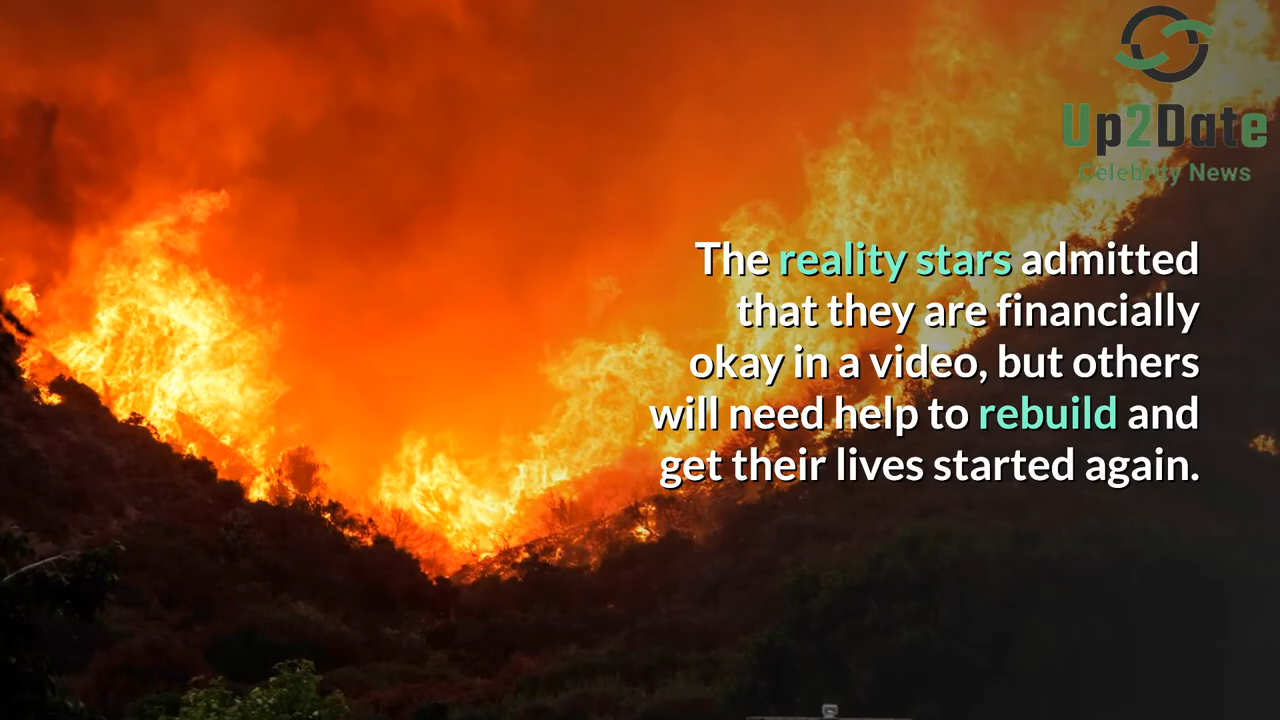 Up2Date
Celebrity News
The reality stars admitted
that they are financially
okay in a video, but others
will need help to rebuild and
get their lives started again.